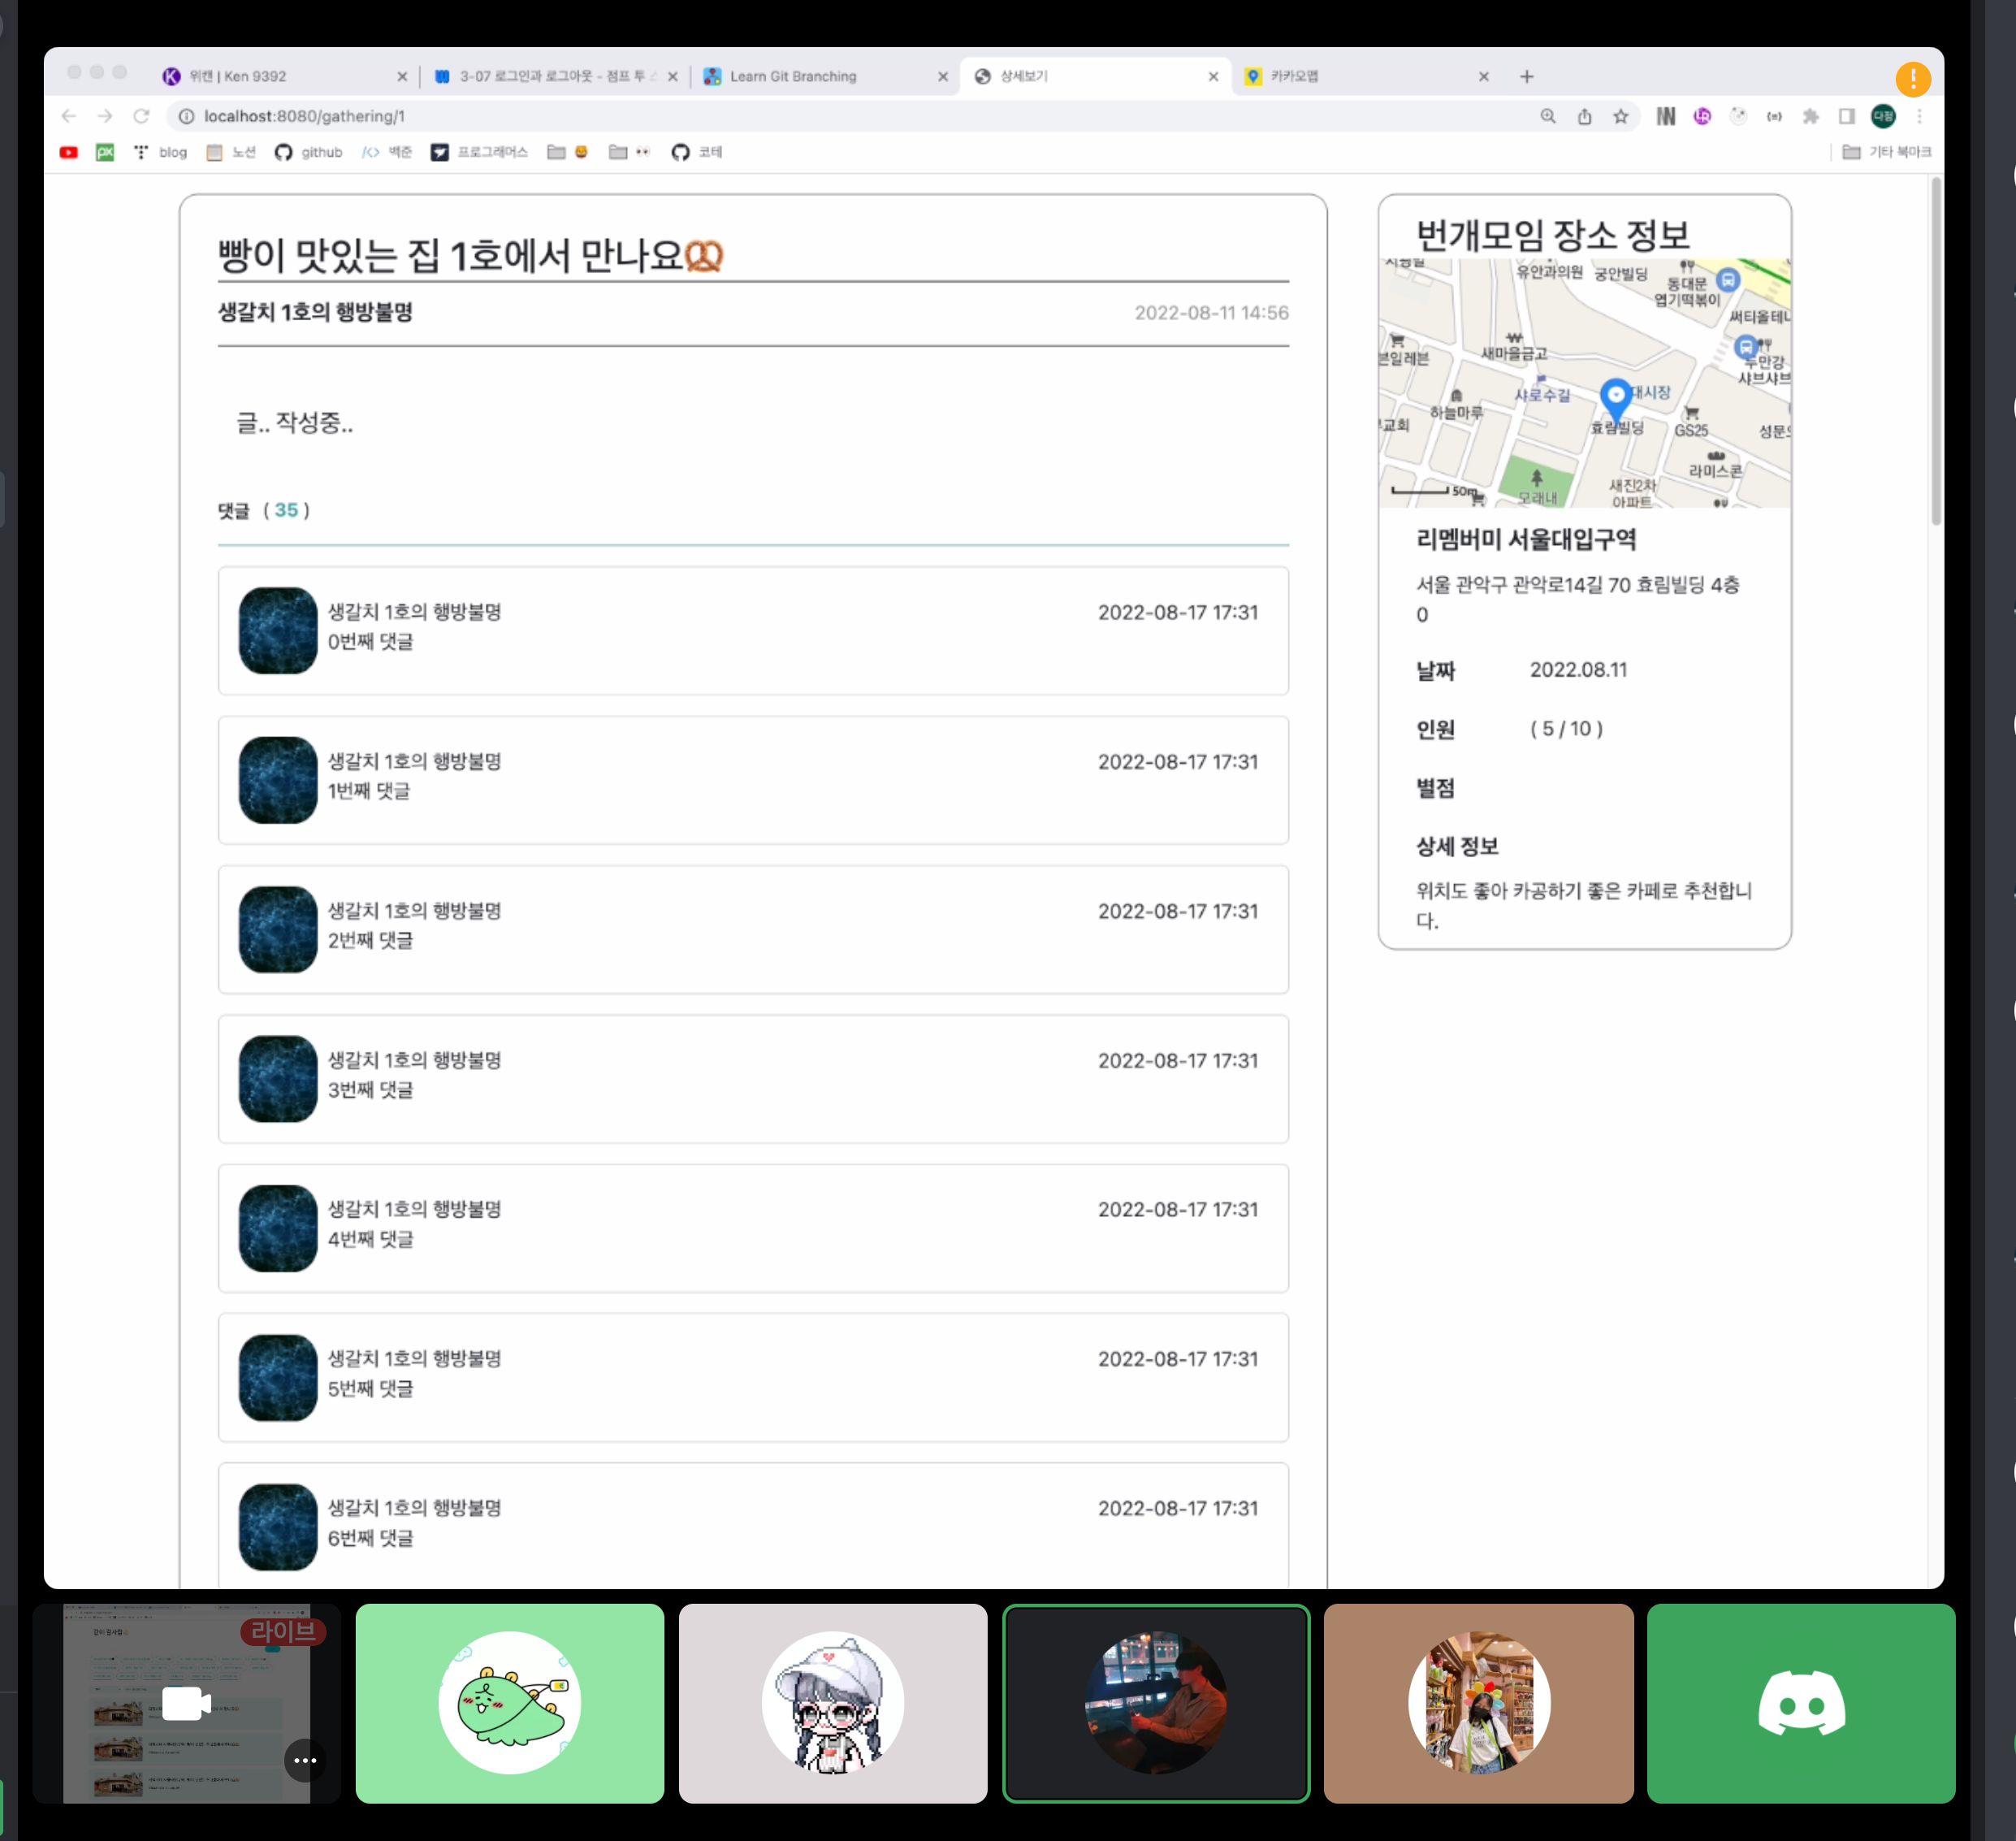 위캔 | Ken 9392
3-07 로그인과 로그아웃 - 점프 투
Learn Git Branching
상세보기
카카오맵
localhost:8080/gathering/1
다정
blog
노션
github
백준
프로그래머스
코테
기타 북마크
빵이 맛있는 집 1호에서 만나요🥨
생갈치 1호의 행방불명
2022-08-11 14:56
글.. 작성중..
댓글 ( 35 )
생갈치 1호의 행방불명
2022-08-17 17:31
0번째 댓글
생갈치 1호의 행방불명
2022-08-17 17:31
1번째 댓글
생갈치 1호의 행방불명
2022-08-17 17:31
2번째 댓글
생갈치 1호의 행방불명
2022-08-17 17:31
3번째 댓글
생갈치 1호의 행방불명
2022-08-17 17:31
4번째 댓글
생갈치 1호의 행방불명
2022-08-17 17:31
5번째 댓글
생갈치 1호의 행방불명
2022-08-17 17:31
6번째 댓글
번개모임 장소 정보
유안과의원
궁안빌딩
동대문
엽기떡볶이
써티올테
두만강
샤브샤브
새마을금고
븐일레븐
샤로수길
대시장
하늘마루
교회
효림빌딩
GS25
성문
라미스콘
50m
모래내
새진2차
아파트
리멤버미 서울대입구역
서울 관악구 관악로14길 70 효림빌딩 4층
0
날짜
2022.08.11
인원
( 5 / 10 )
별점
상세 정보
위치도 좋아 카공하기 좋은 카페로 추천합니
다.
라이브